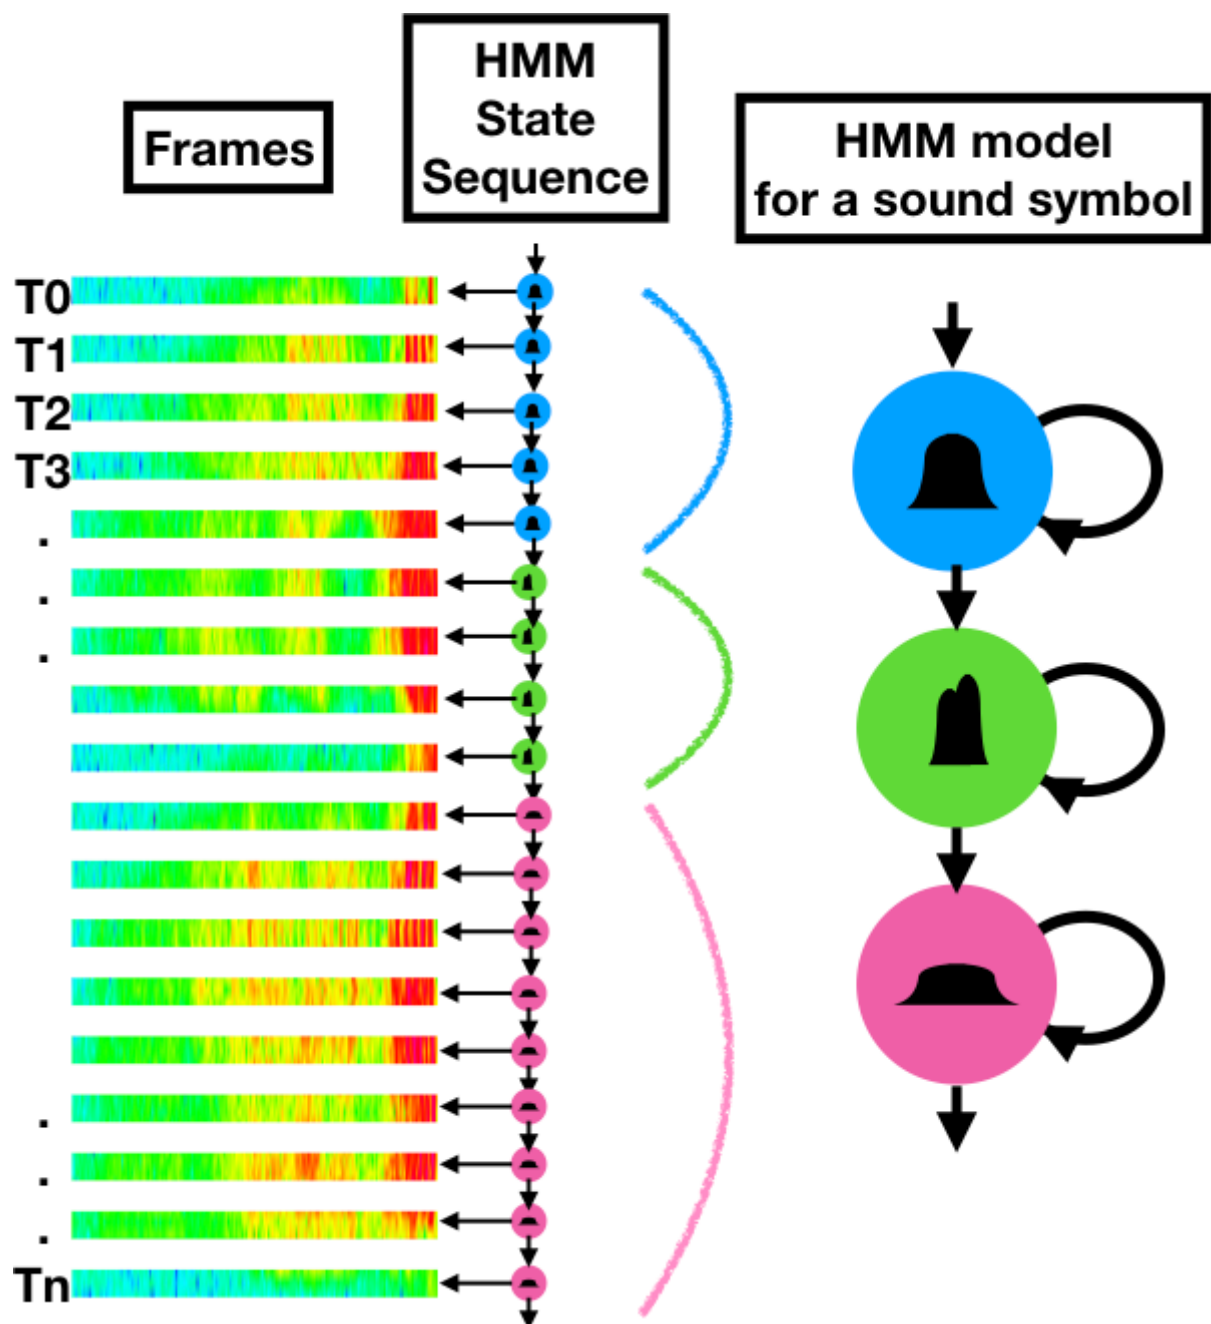 Frames
HMM
State
Sequence
HMM model
for a sound symbol
T0
T1
T2
T3
.
.
.
.
.
.
Tn